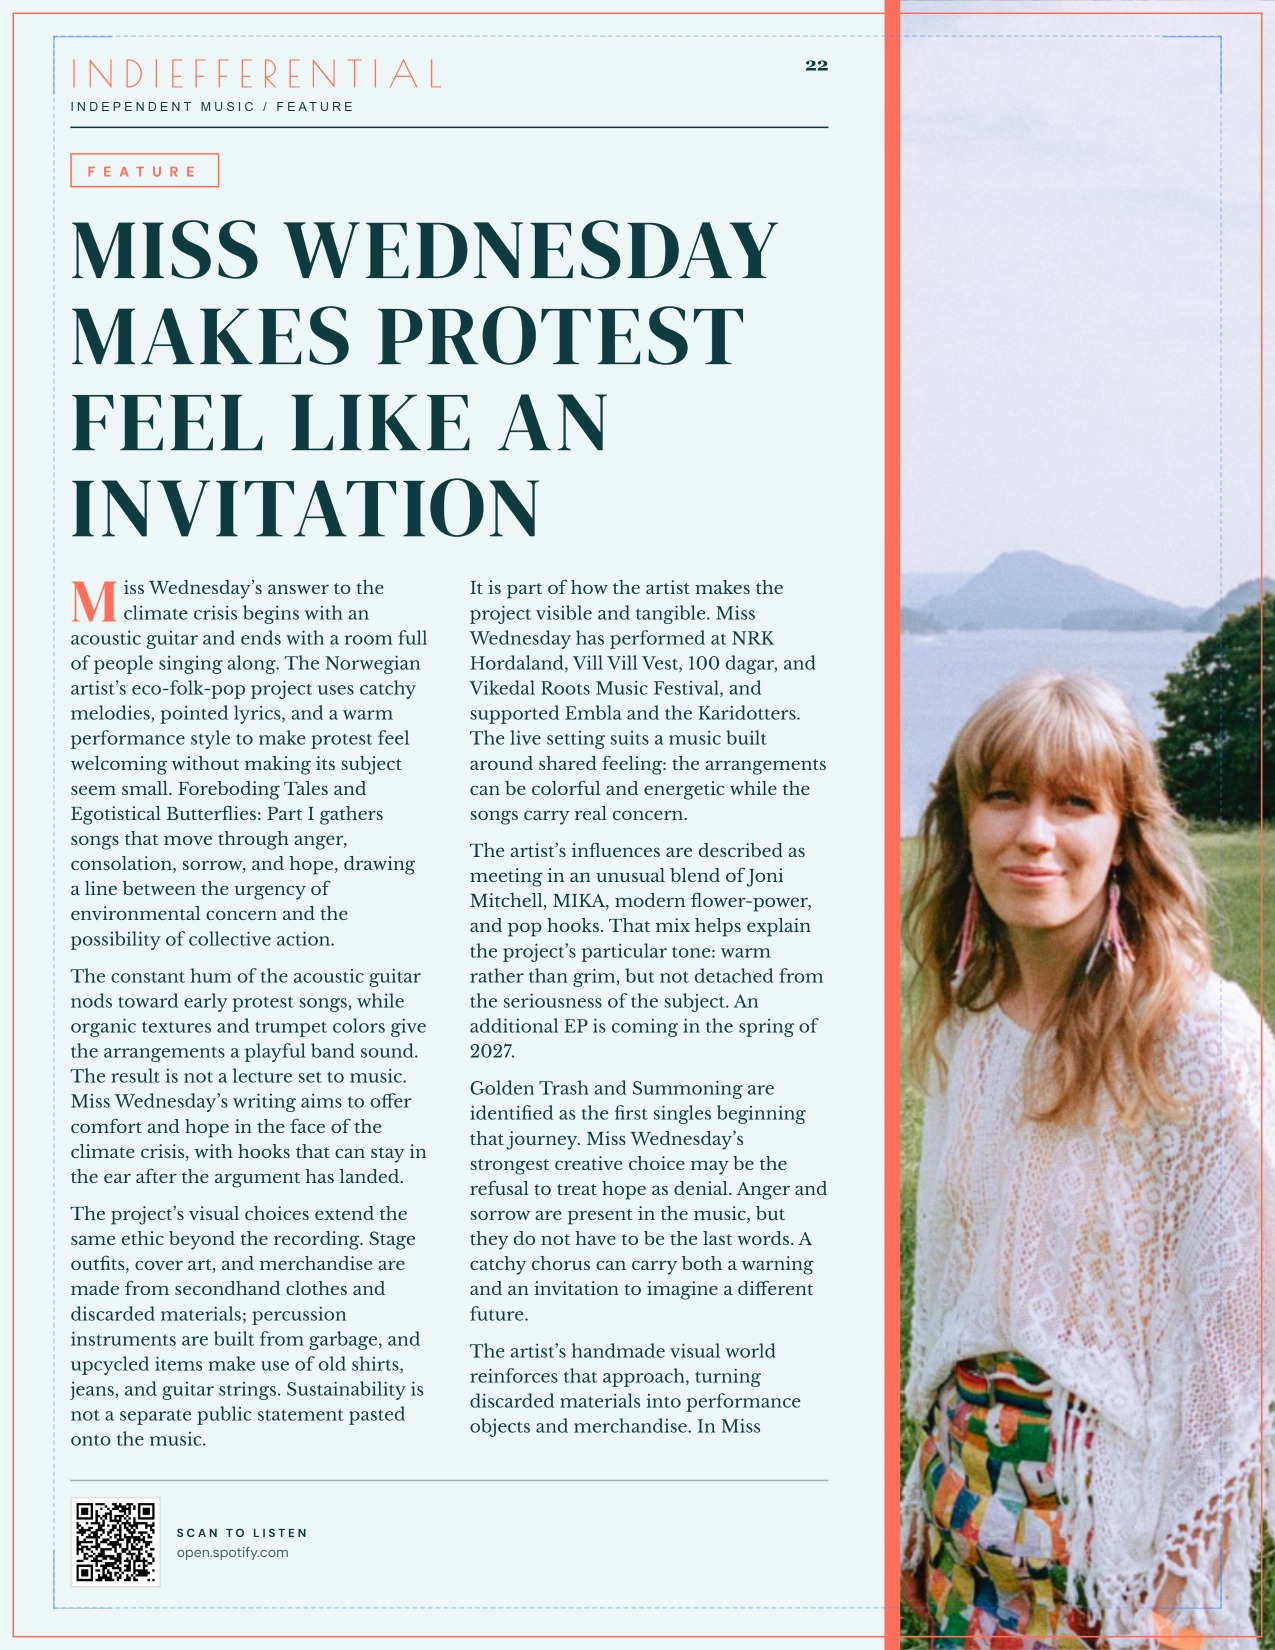 INDIEFFERENTIAL
22
INDEPENDENT MUSIC / FEATURE
FEATURE
MISS WEDNESDAY
MAKES PROTEST
FEEL LIKE AN
INVITATION
Miss Wednesday’s answer to the
climate crisis begins with an
acoustic guitar and ends with a room full
of people singing along. The Norwegian
artist’s eco-folk-pop project uses catchy
melodies, pointed lyrics, and a warm
performance style to make protest feel
welcoming without making its subject
seem small. Foreboding Tales and
Egotistical Butterflies: Part I gathers
songs that move through anger,
consolation, sorrow, and hope, drawing
a line between the urgency of
environmental concern and the
possibility of collective action.
The constant hum of the acoustic guitar
nods toward early protest songs, while
organic textures and trumpet colors give
the arrangements a playful band sound.
The result is not a lecture set to music.
Miss Wednesday’s writing aims to offer
comfort and hope in the face of the
climate crisis, with hooks that can stay in
the ear after the argument has landed.
The project’s visual choices extend the
same ethic beyond the recording. Stage
outfits, cover art, and merchandise are
made from secondhand clothes and
discarded materials; percussion
instruments are built from garbage, and
upcycled items make use of old shirts,
jeans, and guitar strings. Sustainability is
not a separate public statement pasted
onto the music.
It is part of how the artist makes the
project visible and tangible. Miss
Wednesday has performed at NRK
Hordaland, Vill Vill Vest, 100 dagar, and
Vikedal Roots Music Festival, and
supported Embla and the Karidotters.
The live setting suits a music built
around shared feeling: the arrangements
can be colorful and energetic while the
songs carry real concern.
The artist’s influences are described as
meeting in an unusual blend of Joni
Mitchell, MIKA, modern flower-power,
and pop hooks. That mix helps explain
the project’s particular tone: warm
rather than grim, but not detached from
the seriousness of the subject. An
additional EP is coming in the spring of
2027.
Golden Trash and Summoning are
identified as the first singles beginning
that journey. Miss Wednesday’s
strongest creative choice may be the
refusal to treat hope as denial. Anger and
sorrow are present in the music, but
they do not have to be the last words. A
catchy chorus can carry both a warning
and an invitation to imagine a different
future.
The artist’s handmade visual world
reinforces that approach, turning
discarded materials into performance
objects and merchandise. In Miss
SCAN TO LISTEN
open.spotify.com